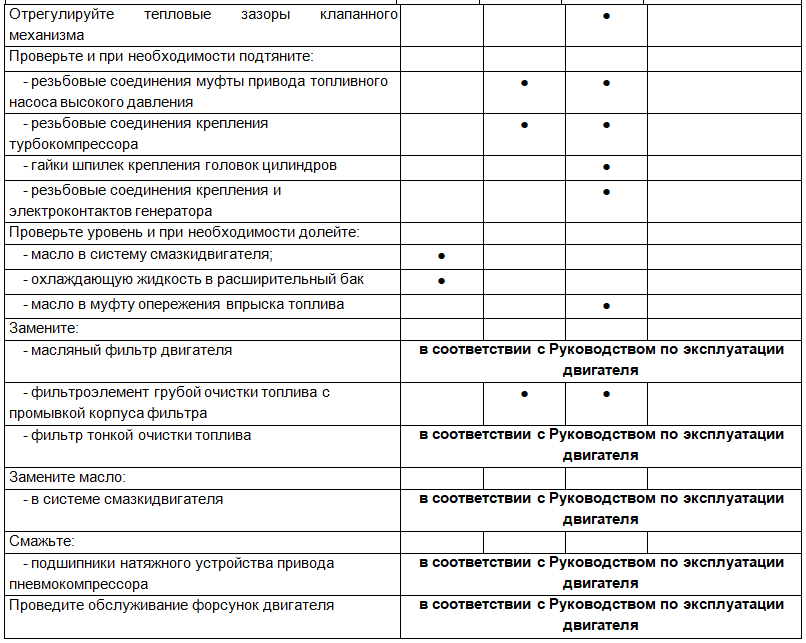 Отрегулируйте тепловые зазоры клапанного
механизма
●
Проверьте и при необходимости подтяните:
- резьбовые соединения муфты привода топливного
насоса высокого давления
● ●
- резьбовые соединения крепления
турбокомпрессора
● ●
- гайки шпилек крепления головок цилиндров
●
- резьбовые соединения крепления и
электроконтактов генератора
●
Проверьте уровень и при необходимости долейте:
- масло в систему смазкидвигателя;
●
- охлаждающую жидкость в расширительный бак
●
- масло в муфту опережения впрыска топлива
●
Замените:
- масляный фильтр двигателя
в соответствии с Руководством по эксплуатации
двигателя
- фильтроэлемент грубой очистки топлива с
промывкой корпуса фильтра
● ●
- фильтр тонкой очистки топлива
в соответствии с Руководством по эксплуатации
двигателя
Замените масло:
- в системе смазкидвигателя
в соответствии с Руководством по эксплуатации
двигателя
Смажьте:
- подшипники натяжного устройства привода
пневмокомпрессора
в соответствии с Руководством по эксплуатации
двигателя
Проведите обслуживание форсунок двигателя
в соответствии с Руководством по эксплуатации
двигателя